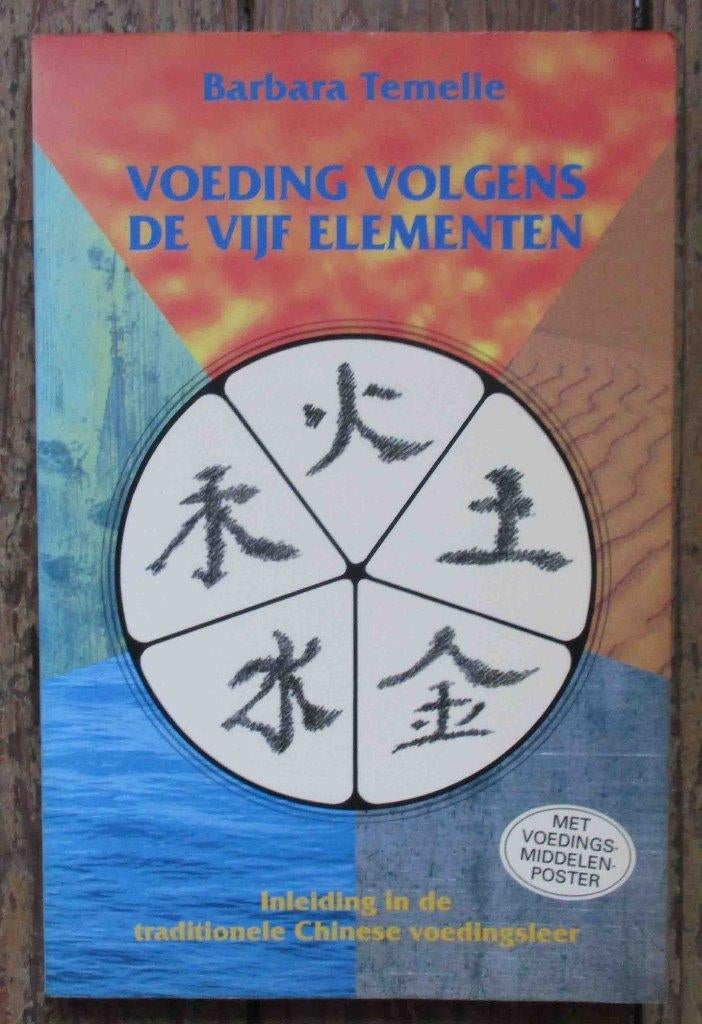 Barbara Temelie
VOEDING VOLGENS
DE VIJF ELEMENTEN
火
木
土
水
金
MET
VOEDINGS-
MIDDELEN-
POSTER
Inleiding in de
traditionele Chinese voedingsleer